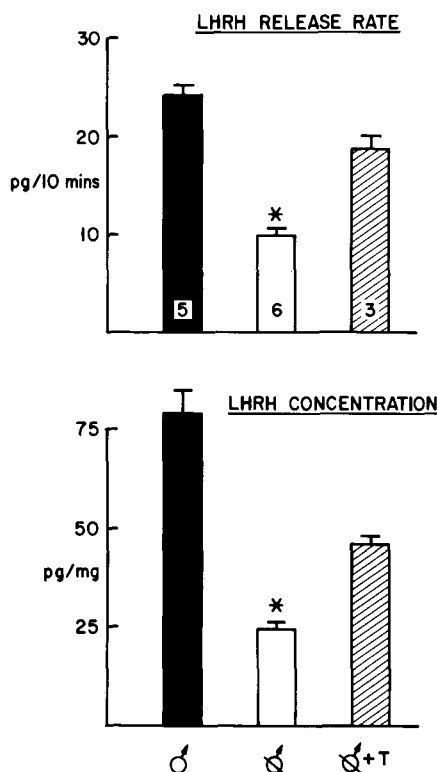 LHRH RELEASE RATE
30
20
pg/10 mins
10
*
5
6
3
LHRH CONCENTRATION
75
50
pg/mg
25
*
♂
♂̸
♂̸+T